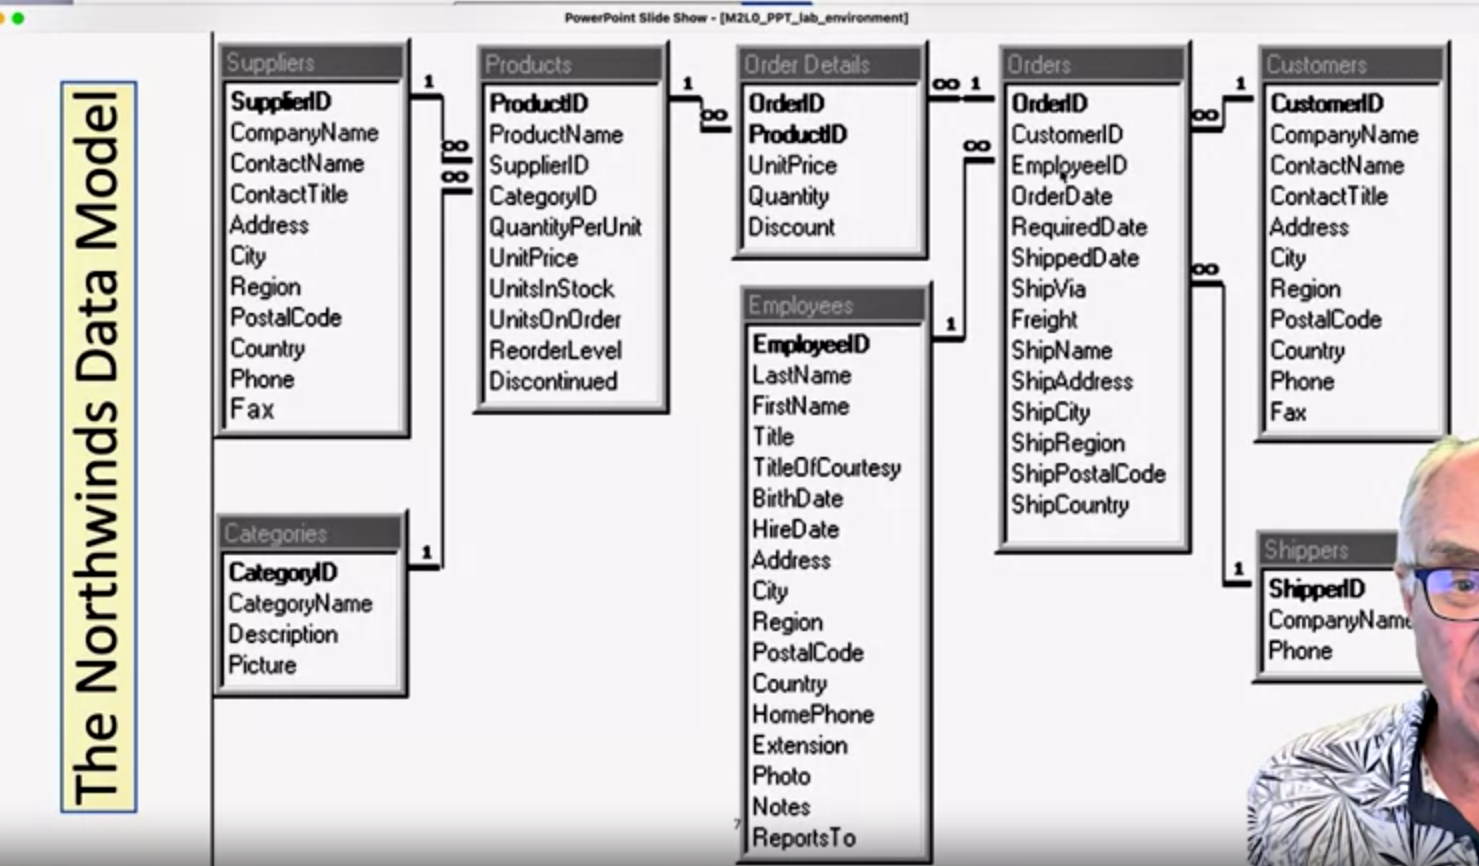 PowerPoint Slide Show - [M2L0_PPT_lab_environment]
The Northwinds Data Model
Suppliers
SupplierID
CompanyName
ContactName
ContactTitle
Address
City
Region
PostalCode
Country
Phone
Fax
1
∞
∞
Categories
CategoryID
CategoryName
Description
Picture
1
Products
ProductID
ProductName
SupplierID
CategoryID
QuantityPerUnit
UnitPrice
UnitsInStock
UnitsOnOrder
ReorderLevel
Discontinued
1
∞
Order Details
OrderID
ProductID
UnitPrice
Quantity
Discount
∞ 1
∞
Employees
EmployeeID
LastName
FirstName
Title
TitleOfCourtesy
BirthDate
HireDate
Address
City
Region
PostalCode
Country
HomePhone
Extension
Photo
Notes
ReportsTo
1
7
Orders
OrderID
CustomerID
EmployeeID
OrderDate
RequiredDate
ShippedDate
ShipVia
Freight
ShipName
ShipAddress
ShipCity
ShipRegion
ShipPostalCode
ShipCountry
∞
1
∞
1
Customers
CustomerID
CompanyName
ContactName
ContactTitle
Address
City
Region
PostalCode
Country
Phone
Fax
Shippers
ShipperID
CompanyName
Phone